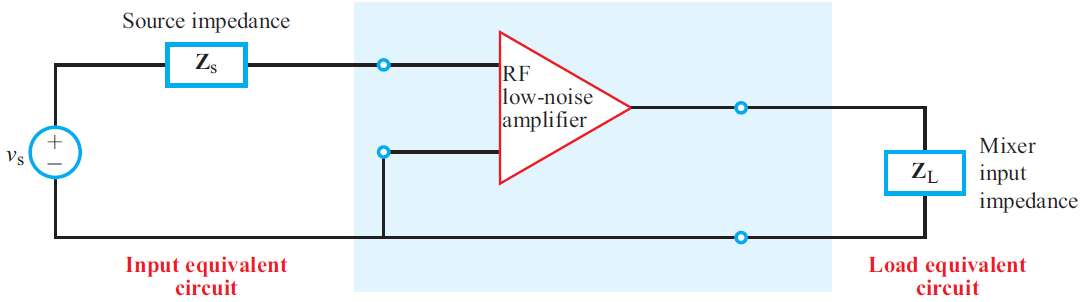 Source impedance
Zs
RF
low-noise
amplifier
+
−
vs
ZL
Mixer
input
impedance
Input equivalent
circuit
Load equivalent
circuit